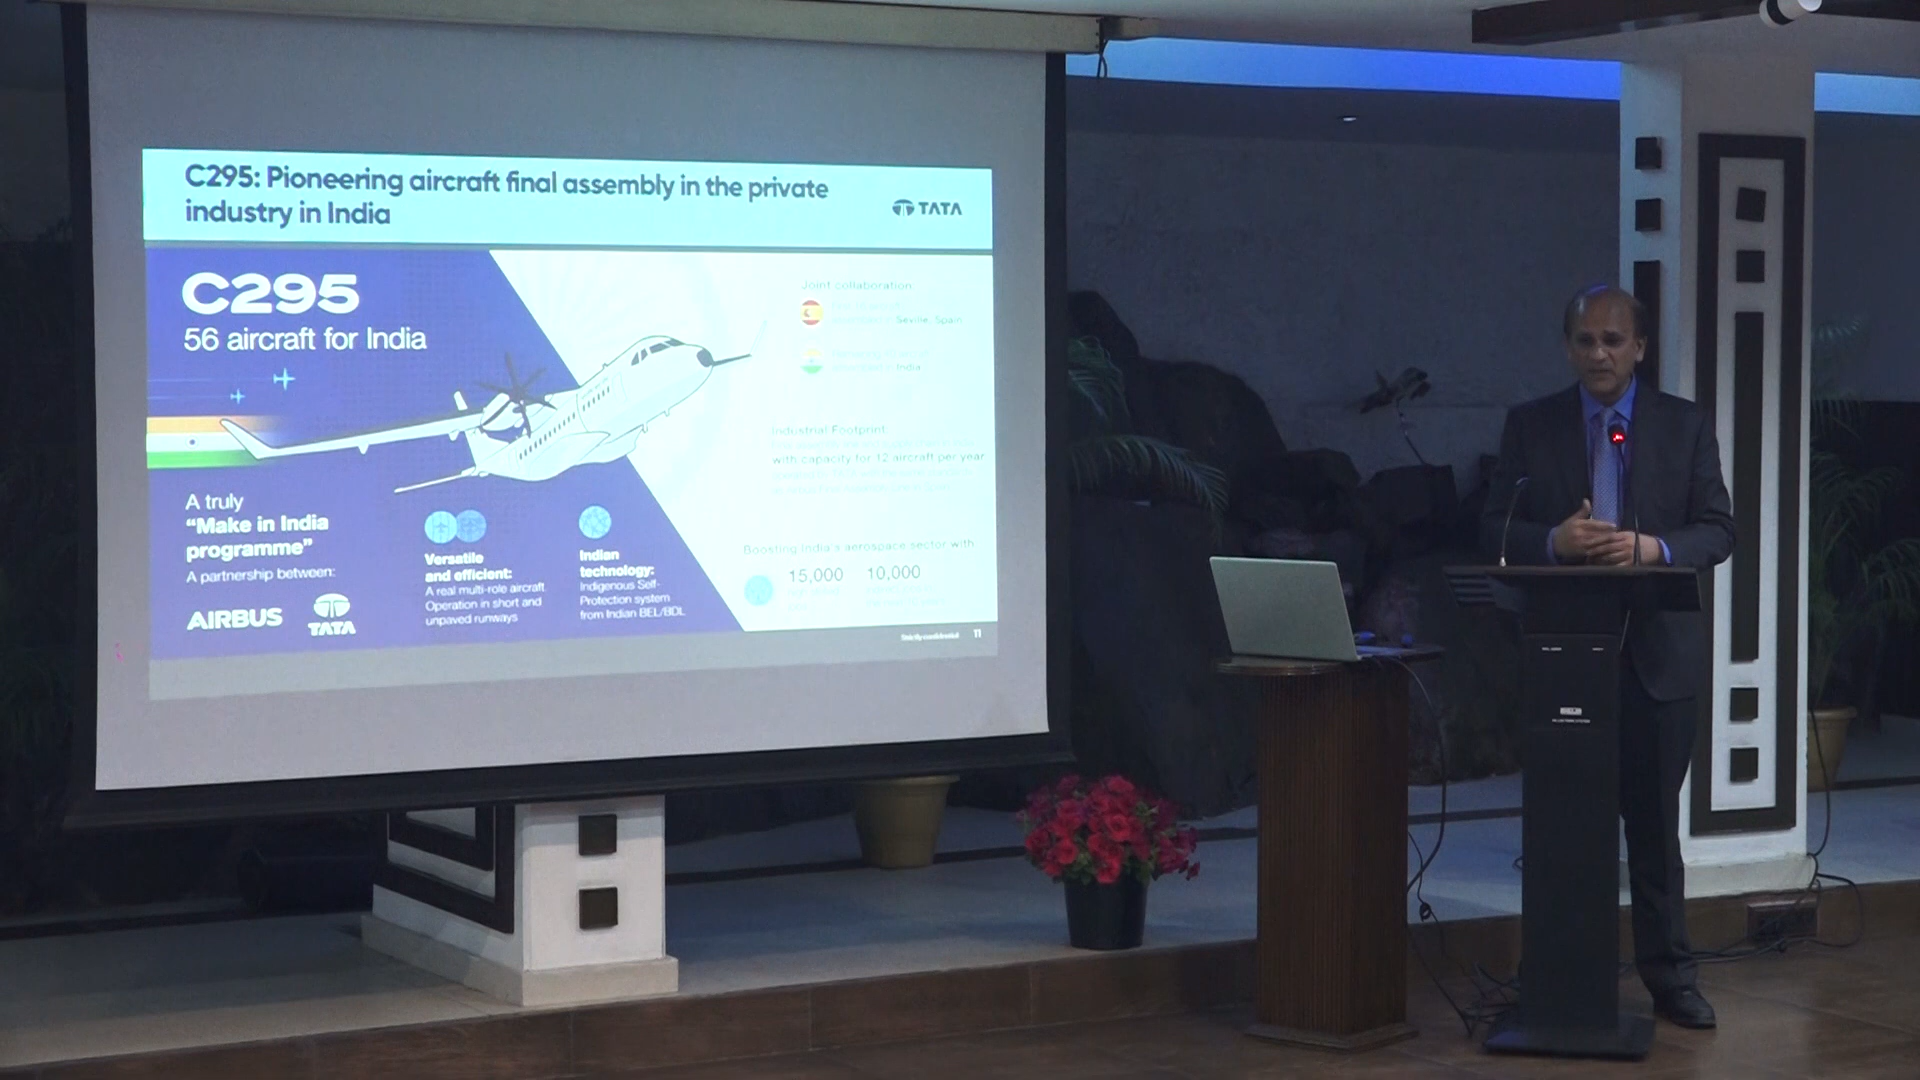 C295: Pioneering aircraft final assembly in the private
industry in India
TATA
C295
56 aircraft for India
A truly
“Make in India
programme”
A partnership between:
AIRBUS
TATA
Versatile
and efficient:
A real multi-role aircraft.
Operation in short and
unpaved runways
Indian
technology:
Indigenous Self-
Protection system
from Indian BEL/BDL
Joint collaboration
Seville, Spain
India
Industrial Footprint
with capacity for 12 aircraft per year
Boosting India's aerospace sector with
15,000
10,000
Strictly confidential 11